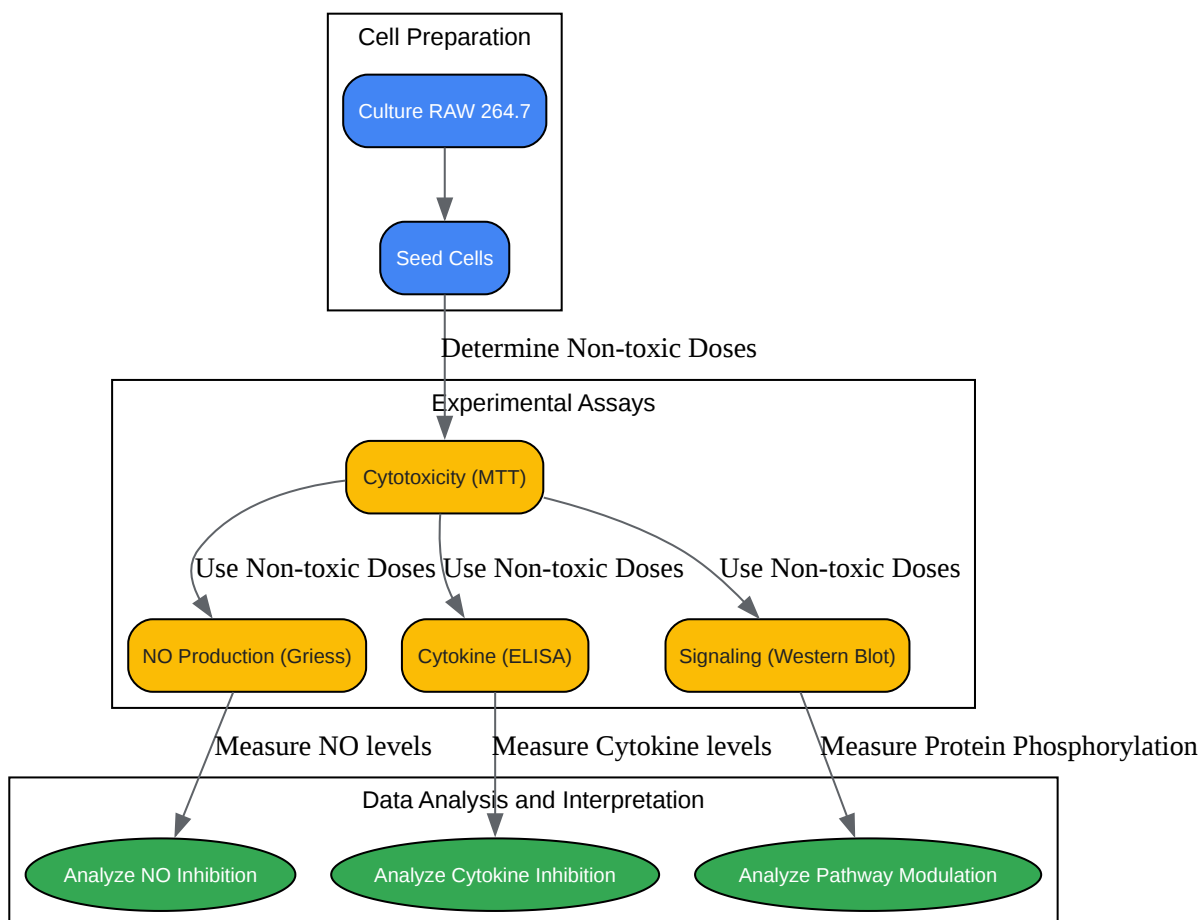 Cell Preparation
Culture RAW 264.7
Seed Cells
Determine Non-toxic Doses
Experimental Assays
Cytotoxicity (MTT)
Use Non-toxic Doses
Use Non-toxic Doses
Use Non-toxic Doses
NO Production (Griess)
Cytokine (ELISA)
Signaling (Western Blot)
Measure NO levels
Measure Cytokine levels
Measure Protein Phosphorylation
Data Analysis and Interpretation
Analyze NO Inhibition
Analyze Cytokine Inhibition
Analyze Pathway Modulation